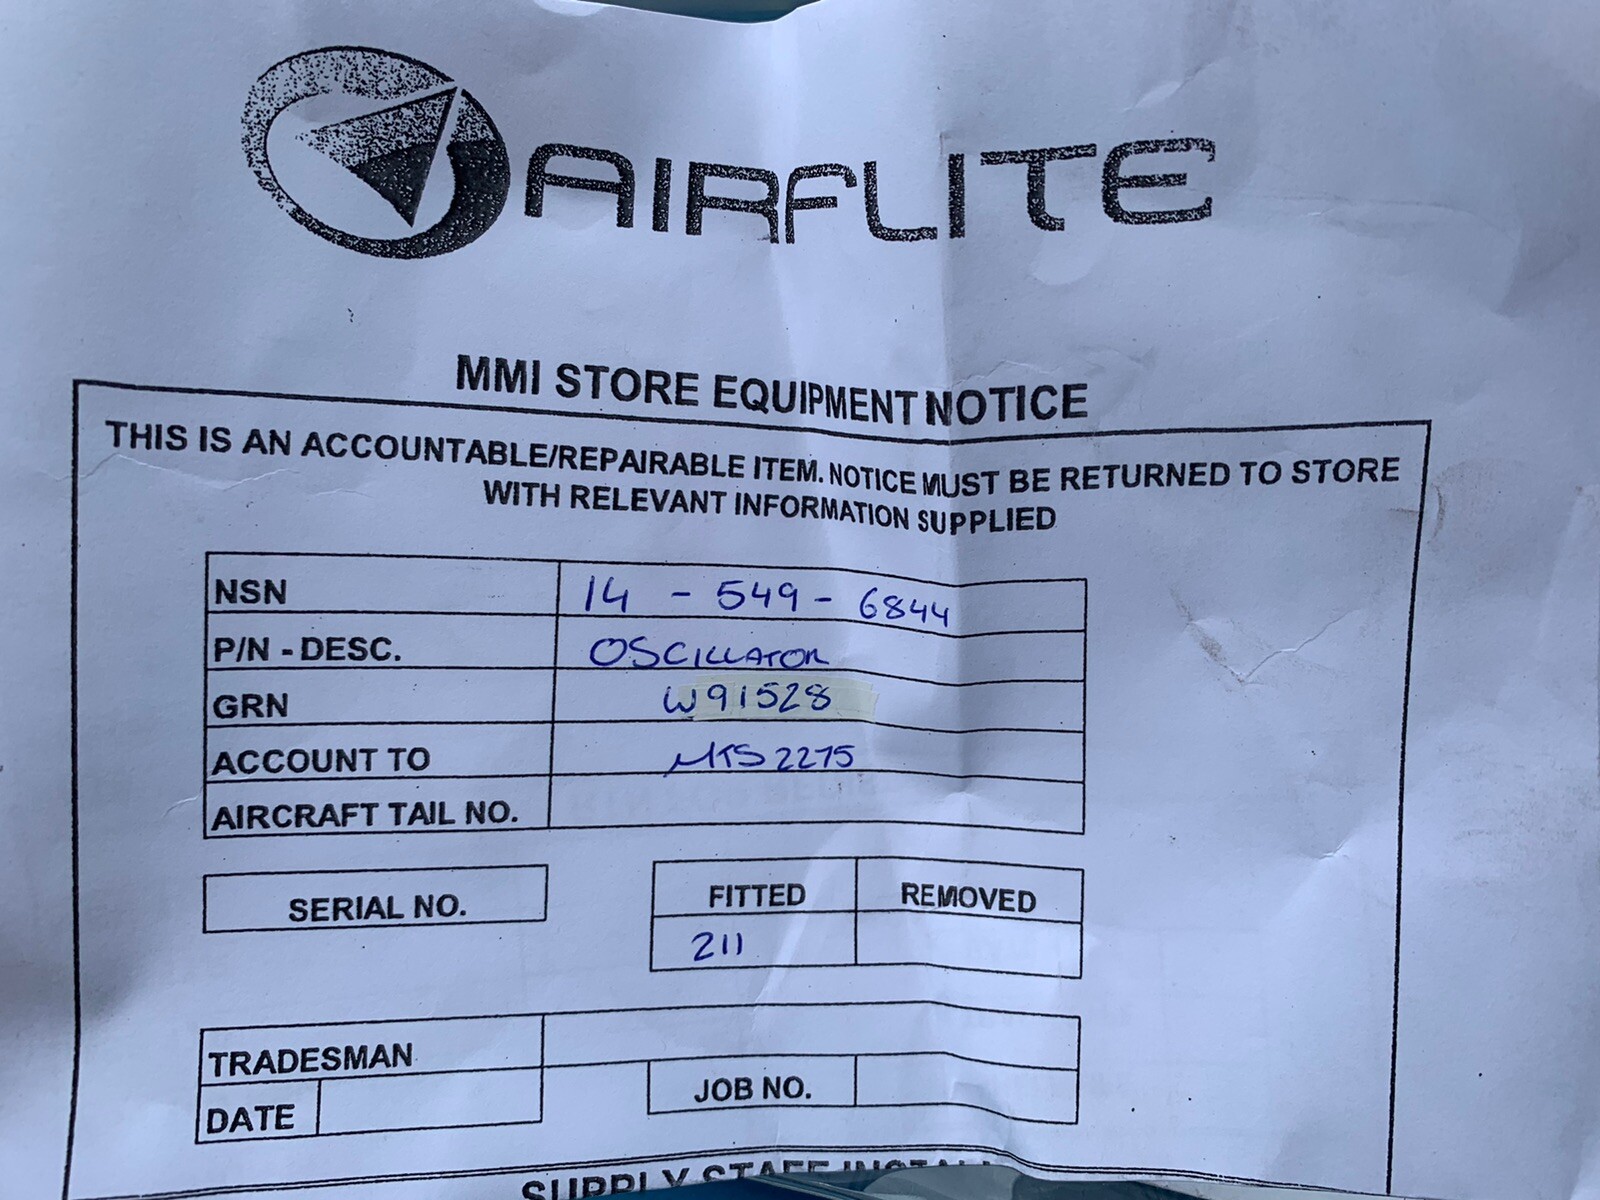 AIRFLITE
MMI STORE EQUIPMENT NOTICE
THIS IS AN ACCOUNTABLE/REPAIRABLE ITEM. NOTICE MUST BE RETURNED TO STORE
WITH RELEVANT INFORMATION SUPPLIED
NSN 14 - 549 - 6844
P/N - DESC. OSCILLATOR
GRN W91528
ACCOUNT TO MTS2275
AIRCRAFT TAIL NO.
SERIAL NO. FITTED REMOVED
211
TRADESMAN
DATE JOB NO.
SUPPLY STAFF